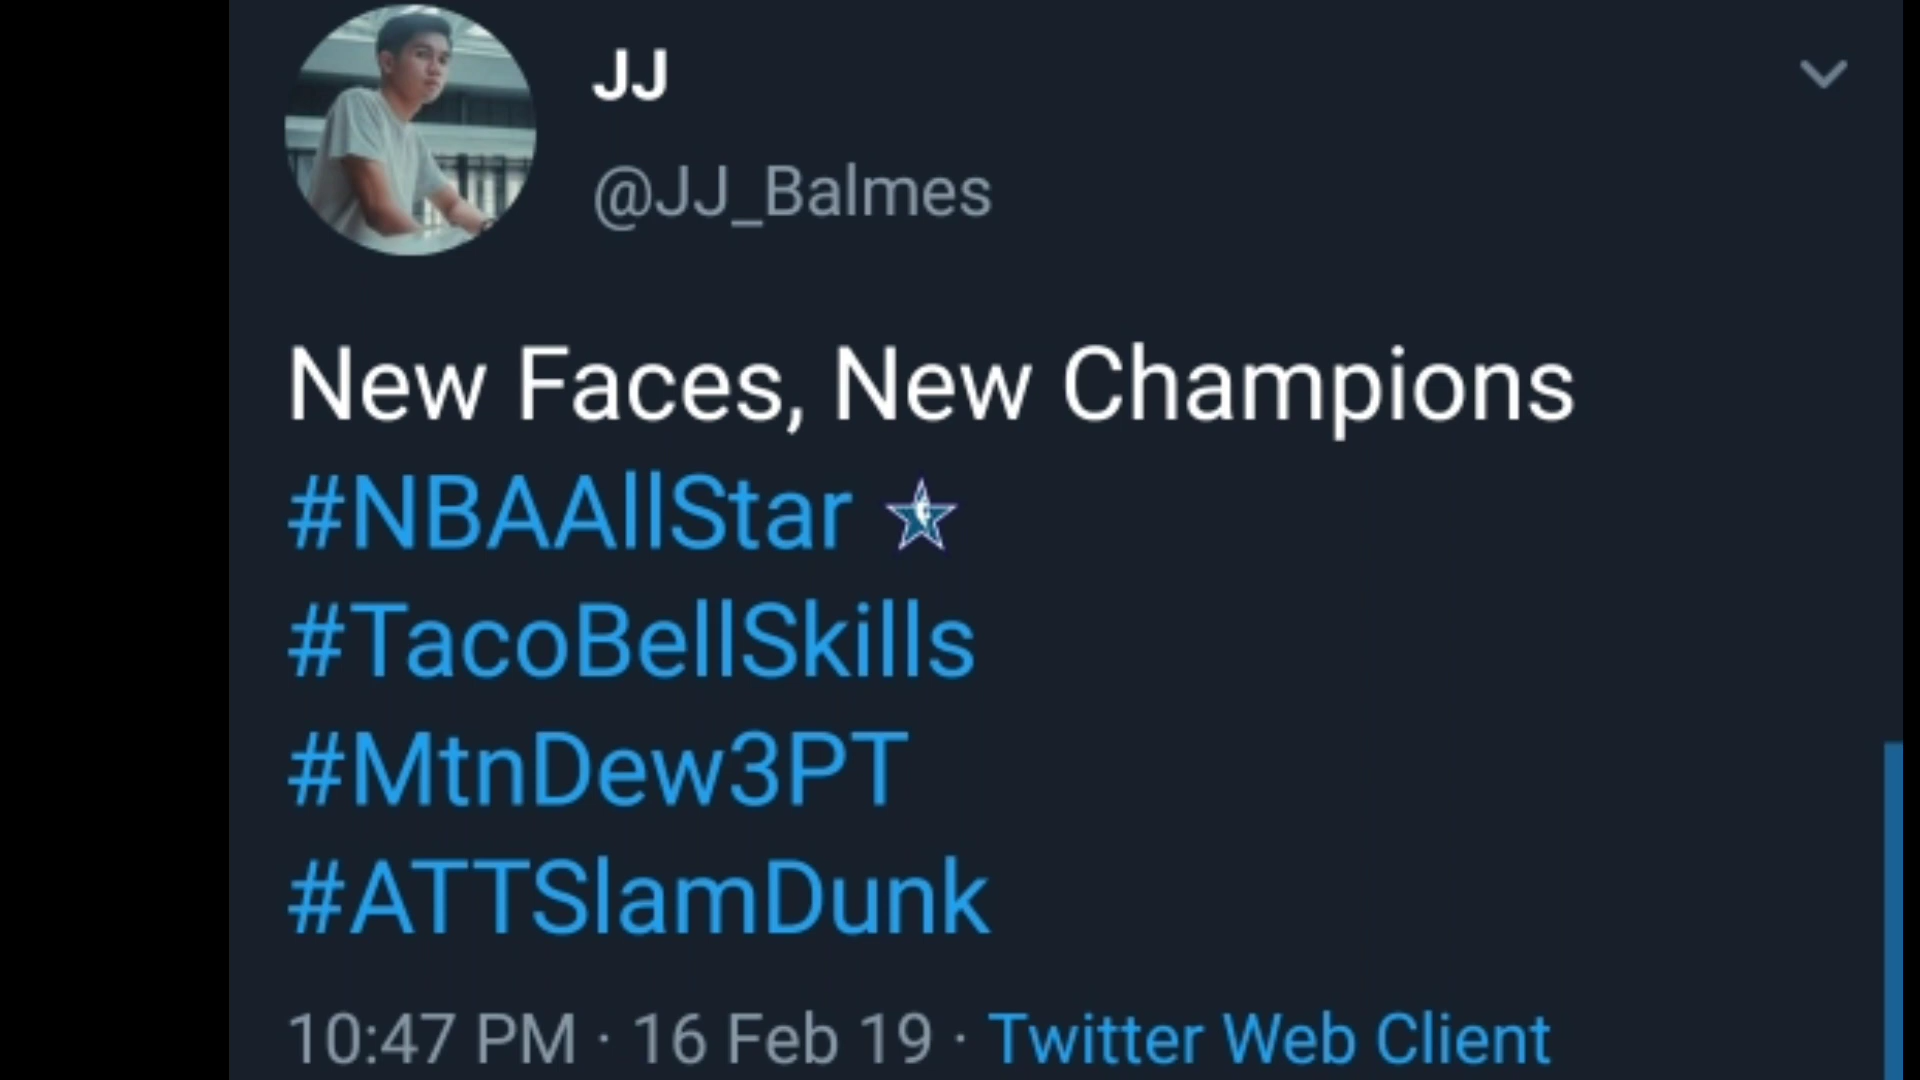 JJ
@JJ_Balmes
New Faces, New Champions
#NBAAllStar
#TacoBellSkills
#MtnDew3PT
#ATTSlamDunk
10:47 PM · 16 Feb 19 · Twitter Web Client